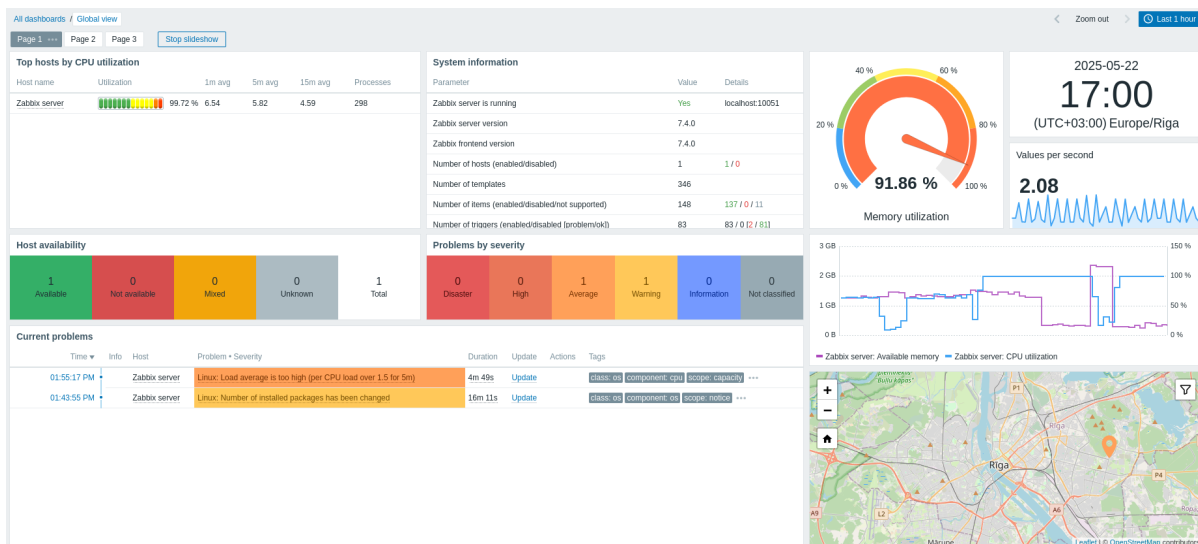 All dashboards / Global view
Zoom out
Last 1 hour
Page 1 •••
Page 2
Page 3
Stop slideshow
Top hosts by CPU utilization
Host name Utilization 1m avg 5m avg 15m avg Processes
Zabbix server 99.72 % 6.54 5.82 4.59 298
System information
Parameter Value Details
Zabbix server is running Yes localhost:10051
Zabbix server version 7.4.0
Zabbix frontend version 7.4.0
Number of hosts (enabled/disabled) 1 1 / 0
Number of templates 346
Number of items (enabled/disabled/not supported) 148 137 / 0 / 11
Number of triggers (enabled/disabled [problem/ok]) 83 83 / 0 [2 / 81]
40 % 60 %
20 % 80 %
0 % 91.86 % 100 %
Memory utilization
2025-05-22
17:00
(UTC+03:00) Europe/Riga
Values per second
2.08
Host availability
1 Available
0 Not available
0 Mixed
0 Unknown
1 Total
Problems by severity
0 Disaster
0 High
1 Average
1 Warning
0 Information
0 Not classified
3 GB 150 %
2 GB 100 %
1 GB 50 %
0 B 0 %
Zabbix server: Available memory Zabbix server: CPU utilization
Current problems
Time ▼ Info Host Problem • Severity Duration Update Actions Tags
01:55:17 PM Zabbix server Linux: Load average is too high (per CPU load over 1.5 for 5m) 4m 49s Update class: os component: cpu scope: capacity •••
01:43:55 PM Zabbix server Linux: Number of installed packages has been changed 16m 11s Update class: os component: os scope: notice •••
+
−
P1
Rīga
Rīga
P4
A9
L2
A6
Mārupe
Leaflet | © OpenStreetMap contributors